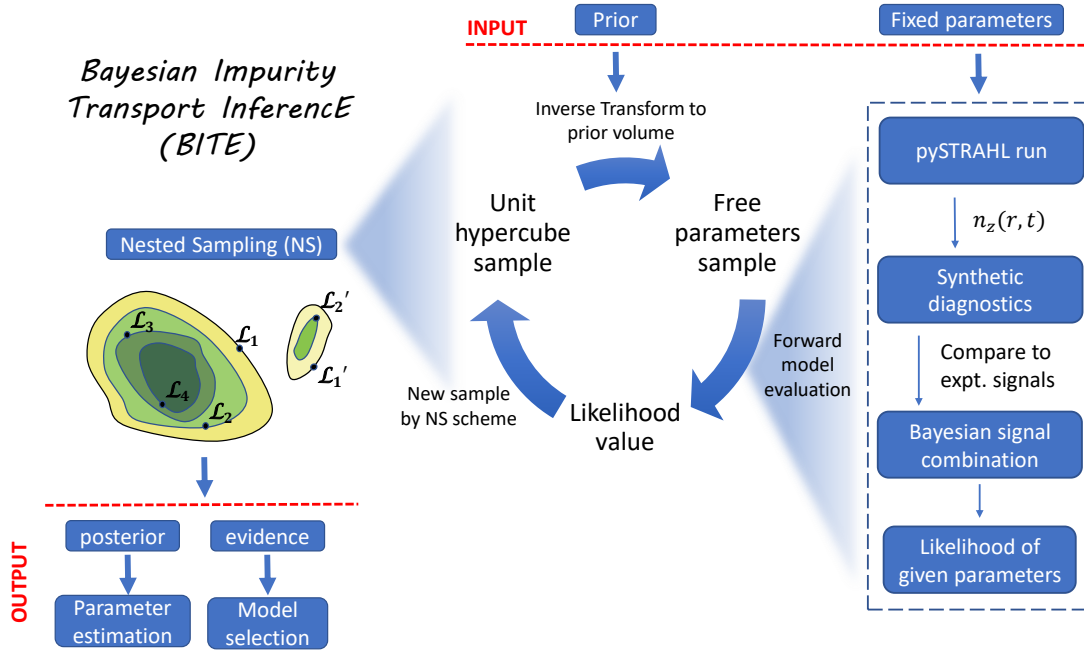 INPUT
Prior
Fixed parameters
Bayesian Impurity
Transport InferencE
(BITE)
Inverse Transform to
prior volume
Unit
hypercube
sample
Free
parameters
sample
Likelihood
value
New sample
by NS scheme
Forward
model
evaluation
pySTRAHL run
n_z(r, t)
Synthetic
diagnostics
Compare to
expt. signals
Bayesian signal
combination
Likelihood of
given parameters
Nested Sampling (NS)
ℒ₃
ℒ₁
ℒ₂′
ℒ₁′
ℒ₄
ℒ₂
OUTPUT
posterior
evidence
Parameter
estimation
Model
selection